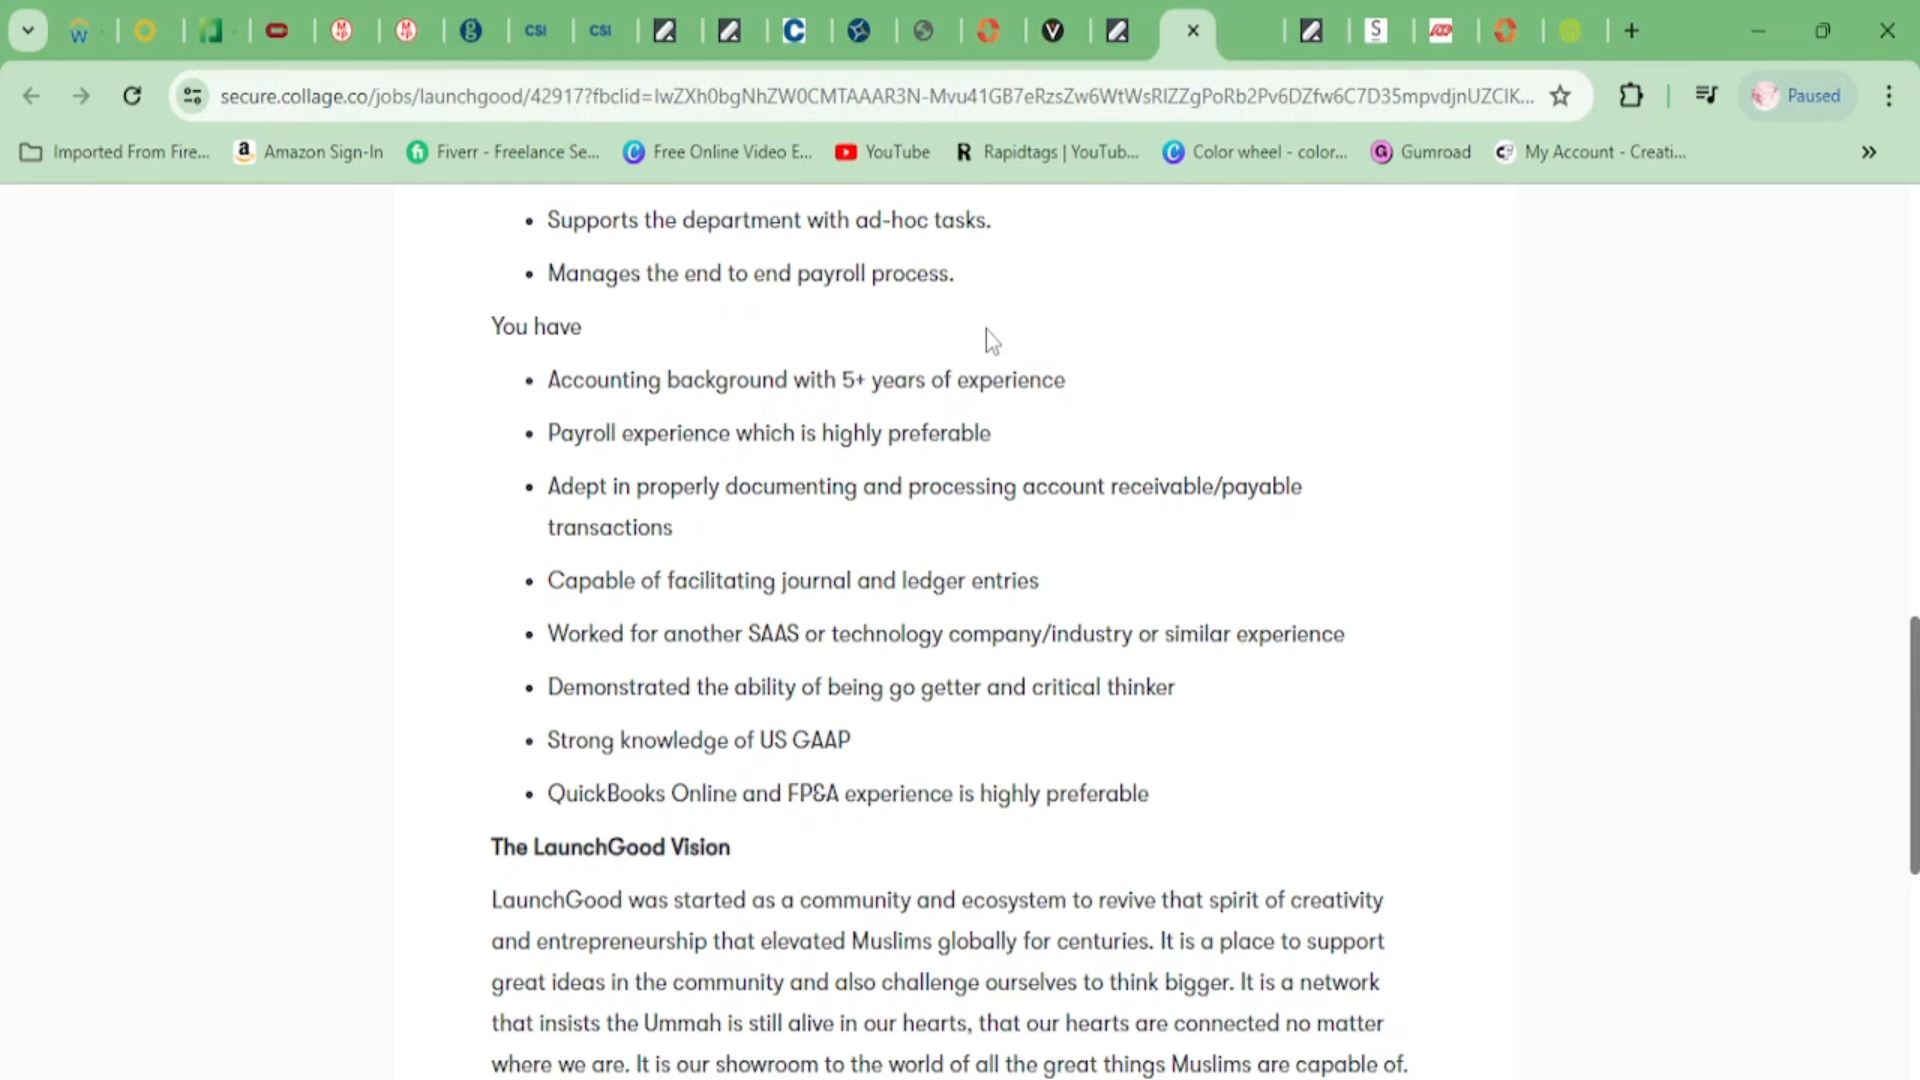 CSI
CSI
secure.collage.co/jobs/launchgood/42917?fbclid=IwZXh0bgNhZW0CMTAAAR3N-Mvu41GB7eRzsZw6WtWsRlZZgPoRb2Pv6DZfw6C7D35mpvdjnUZClK...
Paused
Imported From Fire...
Amazon Sign-In
Fiverr - Freelance Se...
Free Online Video E...
YouTube
Rapidtags | YouTub...
Color wheel - color...
Gumroad
My Account - Creati...
• Supports the department with ad-hoc tasks.
• Manages the end to end payroll process.
You have
• Accounting background with 5+ years of experience
• Payroll experience which is highly preferable
• Adept in properly documenting and processing account receivable/payable
transactions
• Capable of facilitating journal and ledger entries
• Worked for another SAAS or technology company/industry or similar experience
• Demonstrated the ability of being go getter and critical thinker
• Strong knowledge of US GAAP
• QuickBooks Online and FP&A experience is highly preferable
The LaunchGood Vision
LaunchGood was started as a community and ecosystem to revive that spirit of creativity
and entrepreneurship that elevated Muslims globally for centuries. It is a place to support
great ideas in the community and also challenge ourselves to think bigger. It is a network
that insists the Ummah is still alive in our hearts, that our hearts are connected no matter
where we are. It is our showroom to the world of all the great things Muslims are capable of.